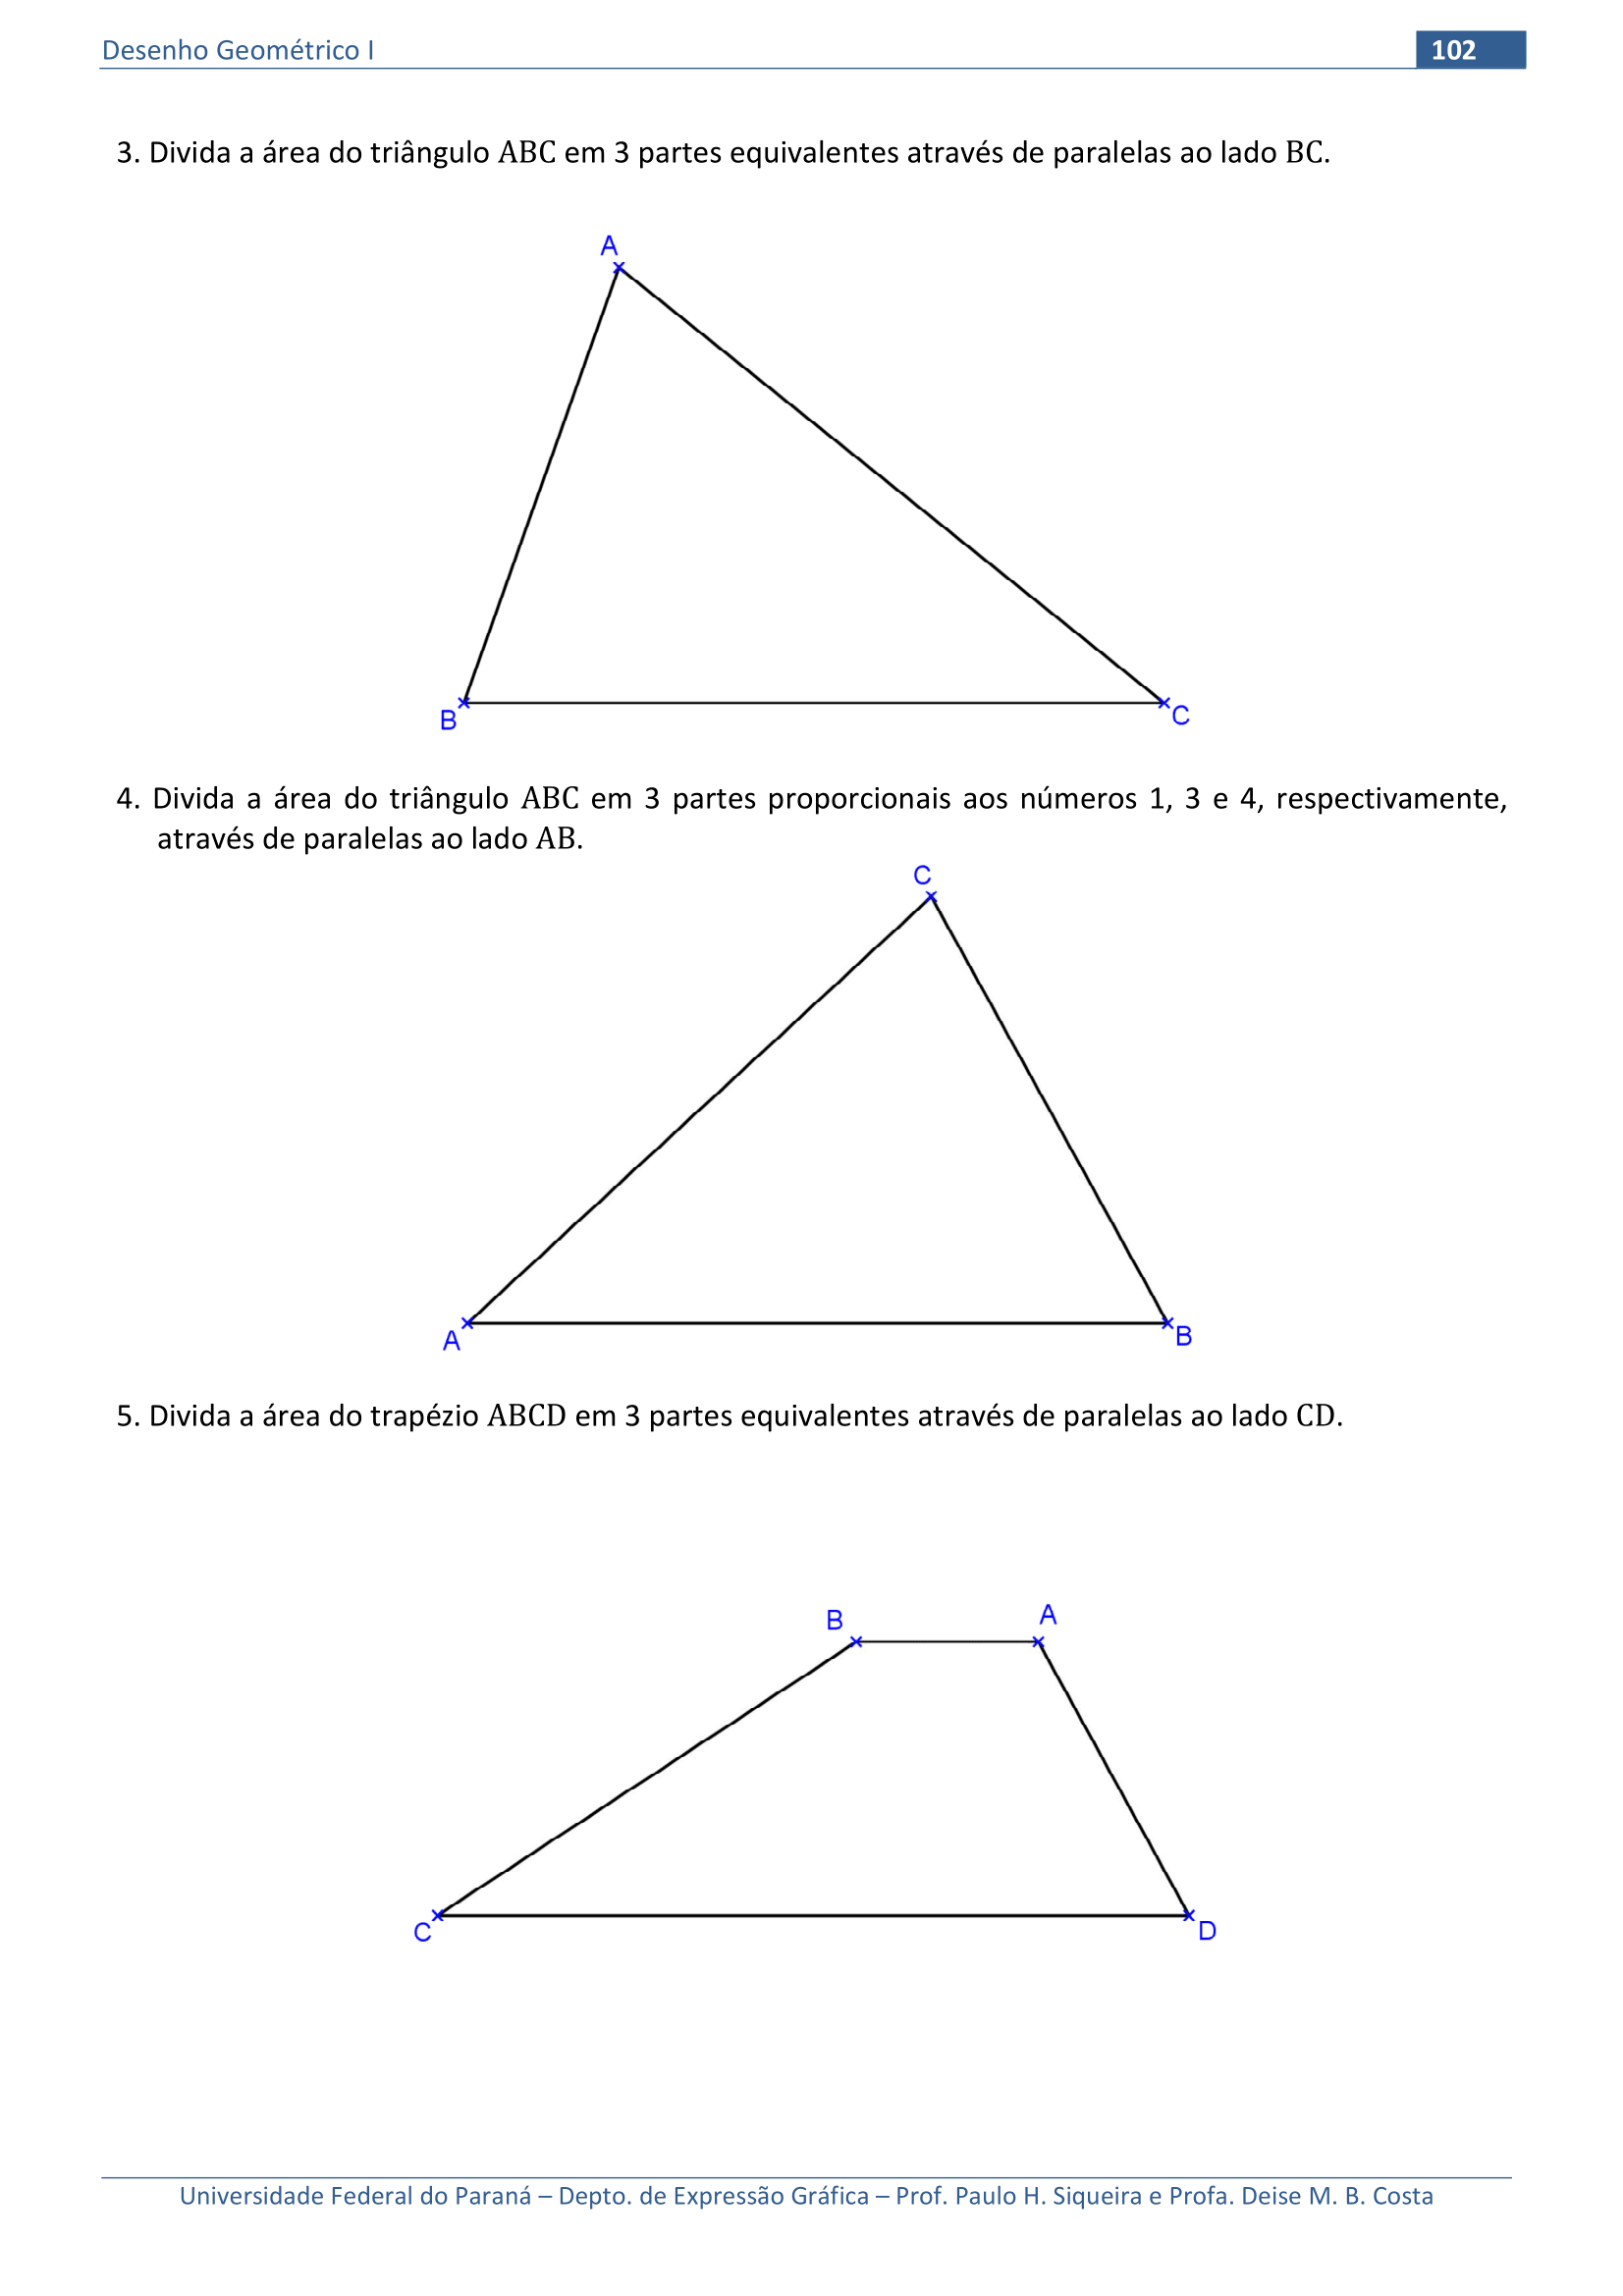 Desenho Geométrico I
102
3. Divida a área do triângulo ABC em 3 partes equivalentes através de paralelas ao lado BC.
A
B
C
4. Divida a área do triângulo ABC em 3 partes proporcionais aos números 1, 3 e 4, respectivamente,
através de paralelas ao lado AB.
C
A
B
5. Divida a área do trapézio ABCD em 3 partes equivalentes através de paralelas ao lado CD.
B
A
C
D
Universidade Federal do Paraná – Depto. de Expressão Gráfica – Prof. Paulo H. Siqueira e Profa. Deise M. B. Costa